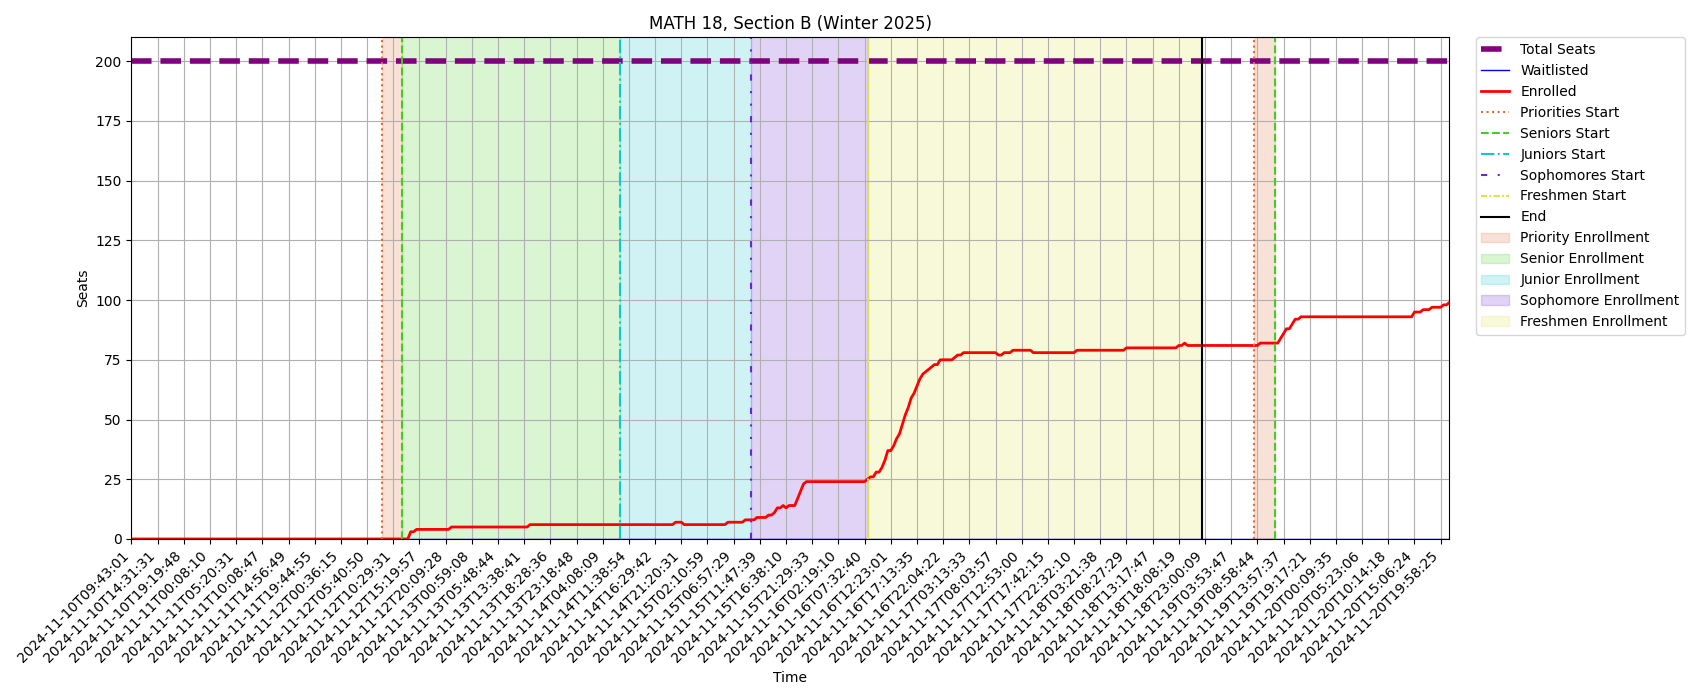 MATH 18, Section B (Winter 2025)
Seats
200
175
150
125
100
75
50
25
0
2024-11-10T09:43:01
2024-11-10T14:31:31
2024-11-10T19:19:48
2024-11-11T00:08:10
2024-11-11T05:20:31
2024-11-11T10:08:47
2024-11-11T14:56:49
2024-11-11T19:44:55
2024-11-12T00:36:15
2024-11-12T05:40:50
2024-11-12T10:29:31
2024-11-12T15:19:57
2024-11-12T20:09:28
2024-11-13T00:59:08
2024-11-13T05:48:44
2024-11-13T13:38:41
2024-11-13T18:28:36
2024-11-13T23:18:48
2024-11-14T04:08:09
2024-11-14T11:38:54
2024-11-14T16:29:42
2024-11-14T21:20:31
2024-11-15T02:10:59
2024-11-15T06:57:29
2024-11-15T11:47:39
2024-11-15T16:38:10
2024-11-15T21:29:33
2024-11-16T02:19:10
2024-11-16T07:32:40
2024-11-16T12:23:01
2024-11-16T17:13:35
2024-11-16T22:04:22
2024-11-17T03:13:33
2024-11-17T08:03:57
2024-11-17T12:53:00
2024-11-17T17:42:15
2024-11-17T22:32:10
2024-11-18T03:21:38
2024-11-18T08:27:29
2024-11-18T13:17:47
2024-11-18T18:08:19
2024-11-18T23:00:09
2024-11-19T03:53:47
2024-11-19T08:58:44
2024-11-19T13:57:37
2024-11-19T19:17:21
2024-11-20T00:09:35
2024-11-20T05:23:06
2024-11-20T10:14:18
2024-11-20T15:06:24
2024-11-20T19:58:25
Time
Total Seats
Waitlisted
Enrolled
Priorities Start
Seniors Start
Juniors Start
Sophomores Start
Freshmen Start
End
Priority Enrollment
Senior Enrollment
Junior Enrollment
Sophomore Enrollment
Freshmen Enrollment